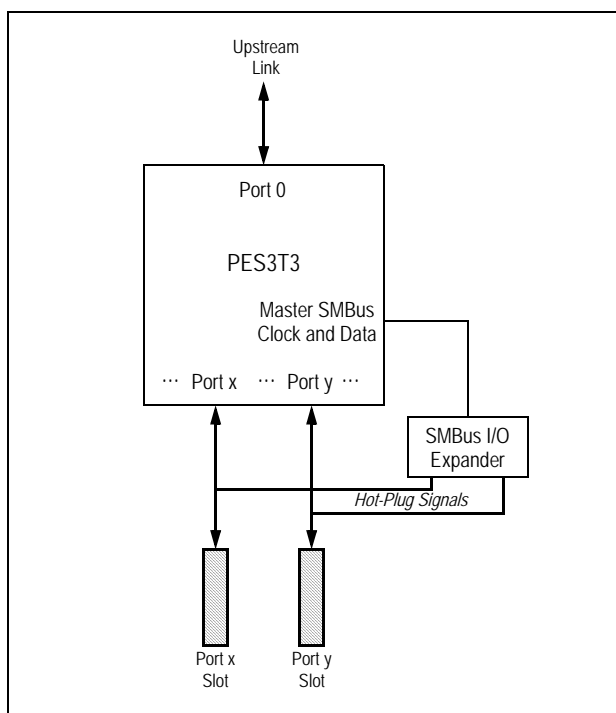 Upstream
Link
Port 0
PES3T3
Master SMBus
Clock and Data
··· Port x ··· Port y ···
SMBus I/O
Expander
Hot-Plug Signals
Port x
Slot
Port y
Slot